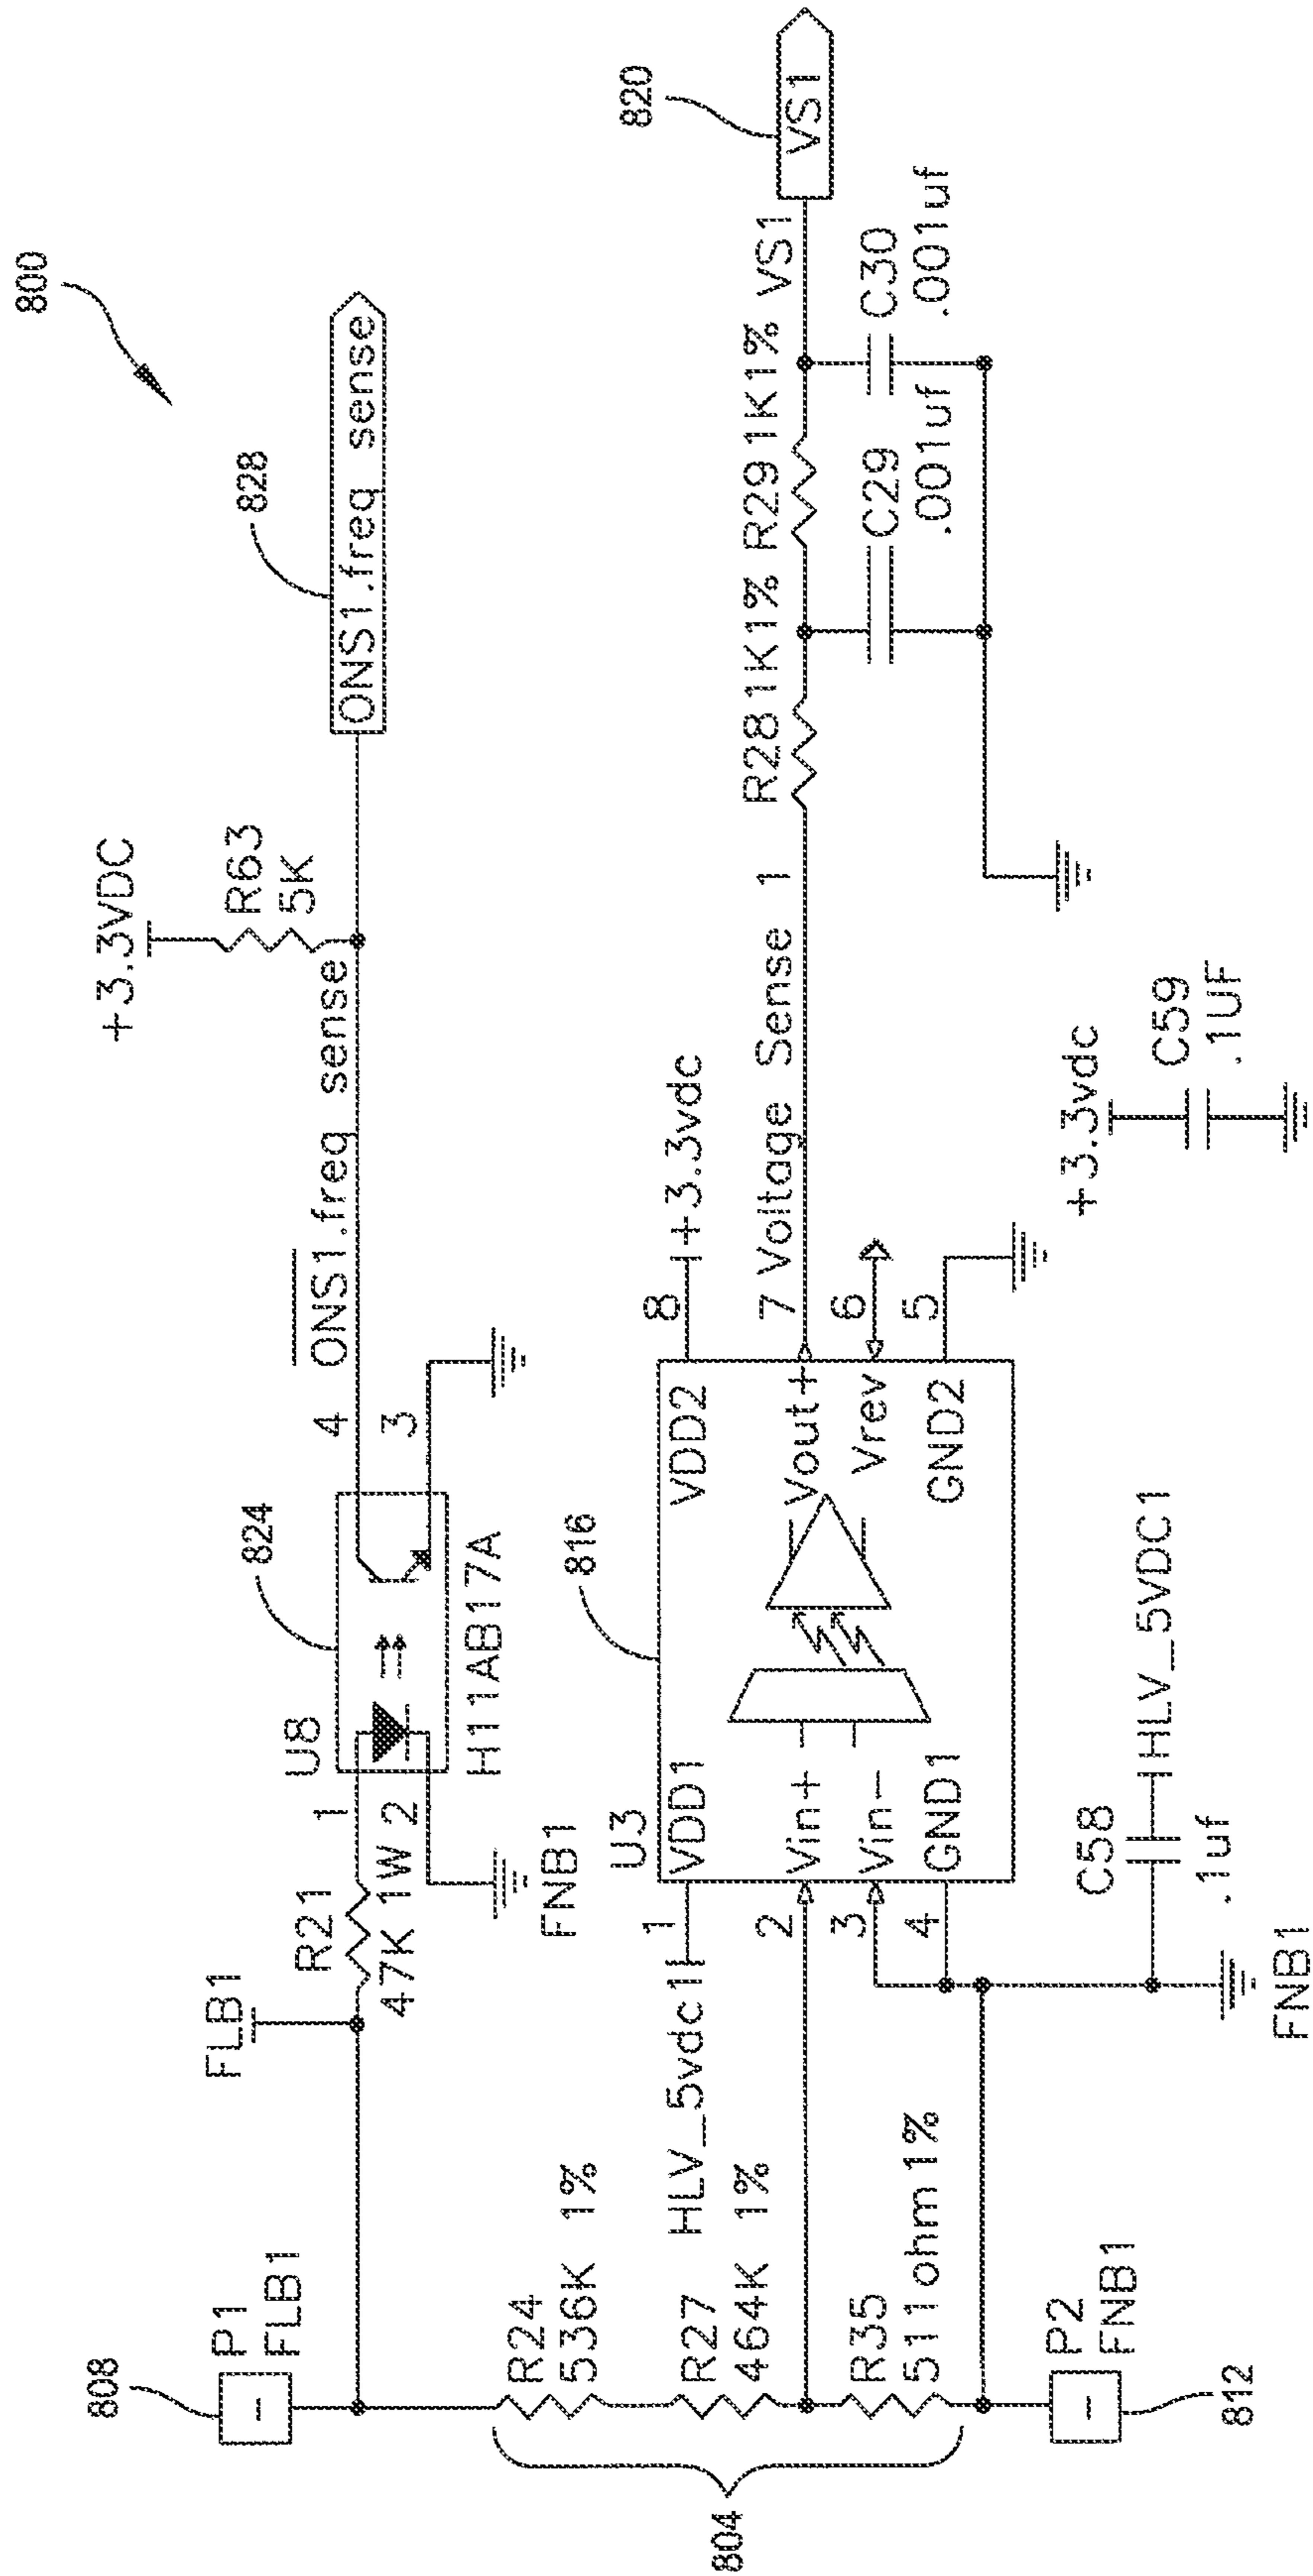 800
808
P1
FLB1
FLB1
R21
47K 1W
1
2
U8
824
H11AB17A
FNB1
4
3
ONS1.freq sense
+3.3VDC
R63
5K
828
ONS1.freq sense
804
R24
536K 1%
R27
464K 1%
R35
511ohm1%
P2
FNB1
812
HLV_5vdc1
1
2
3
4
U3
816
VDD1
Vin+
Vin-
GND1
VDD2
Vout+
Vrev
GND2
8
+3.3vdc
7
Voltage Sense 1
6
5
R28
1K1%
R29
1K1%
VS1
820
VS1
C29
.001uf
C30
.001uf
C58
.1uf
HLV_5VDC1
FNB1
+3.3vdc
C59
.1UF